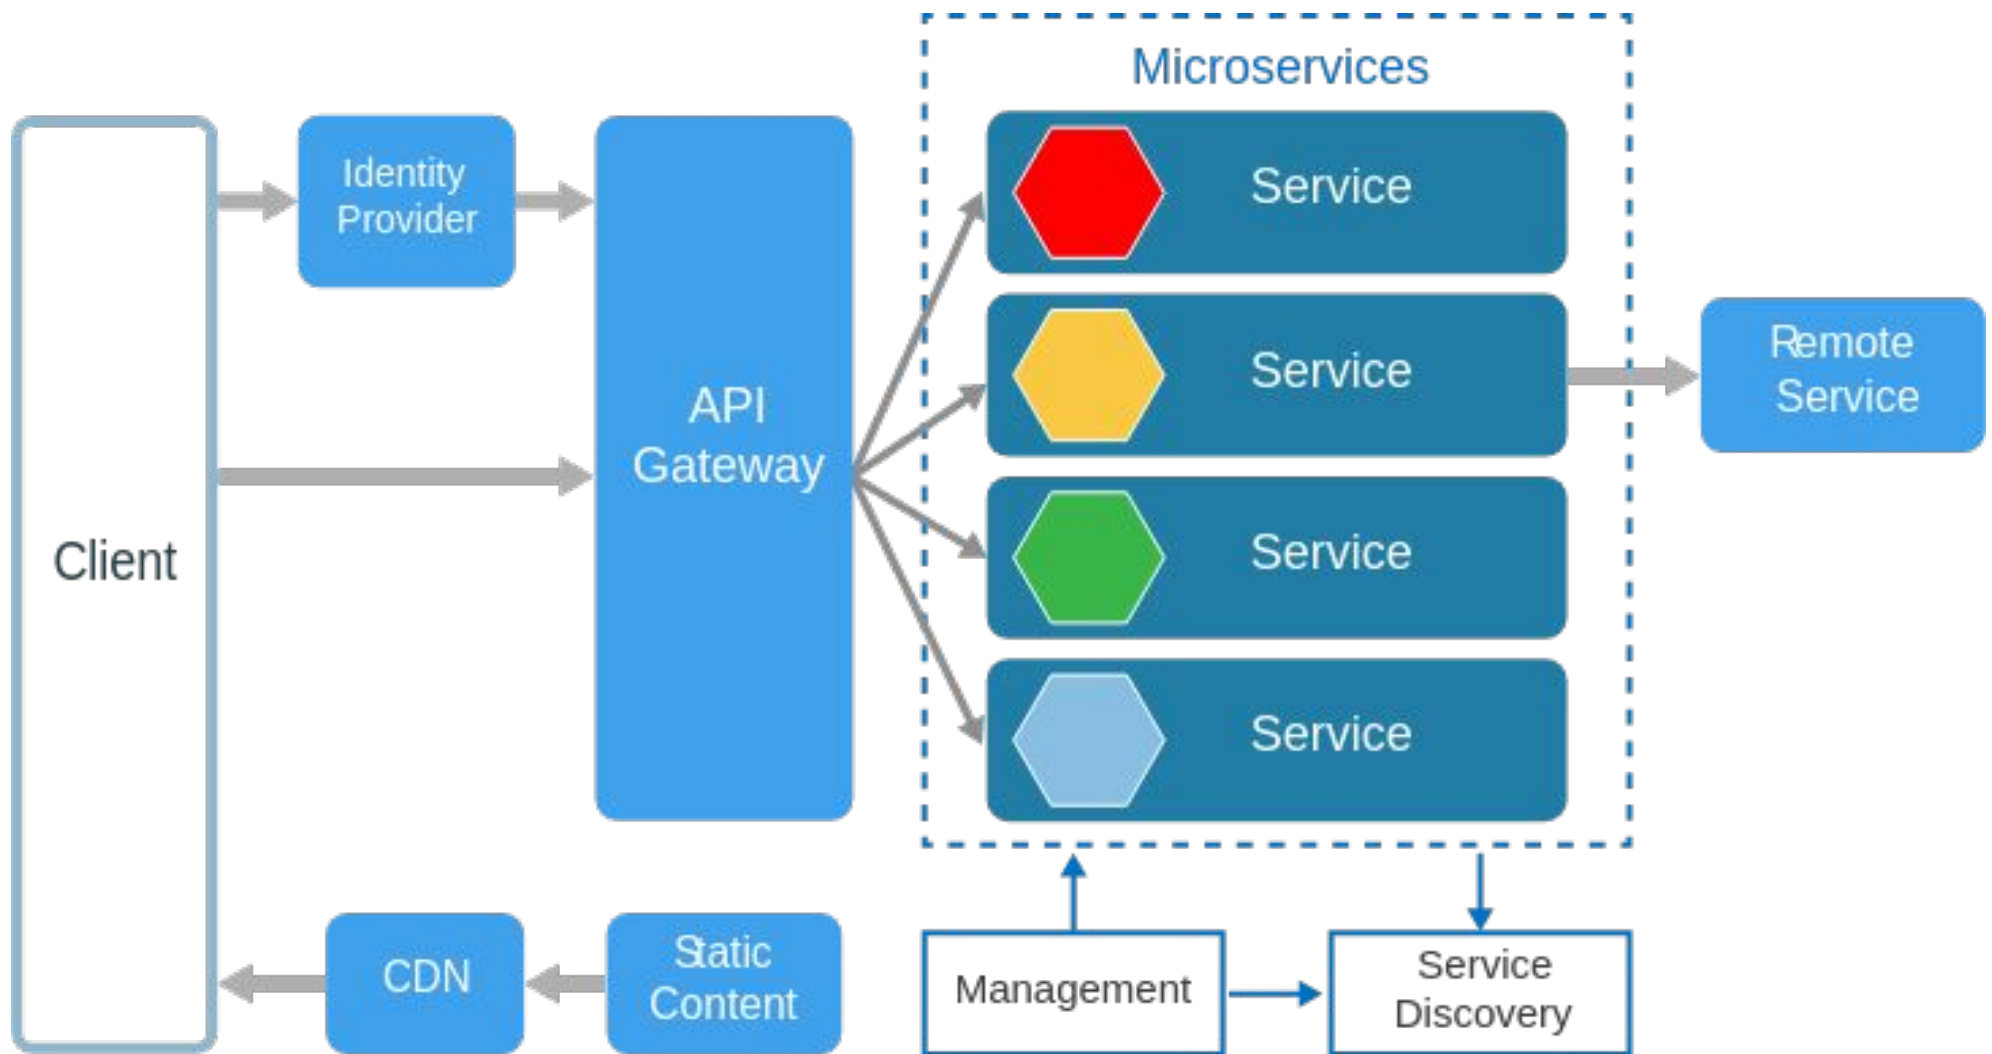 Microservices
Identity
Provider
Service
Service
Remote
Service
API
Gateway
Client
Service
Service
CDN
Static
Content
Management
Service
Discovery